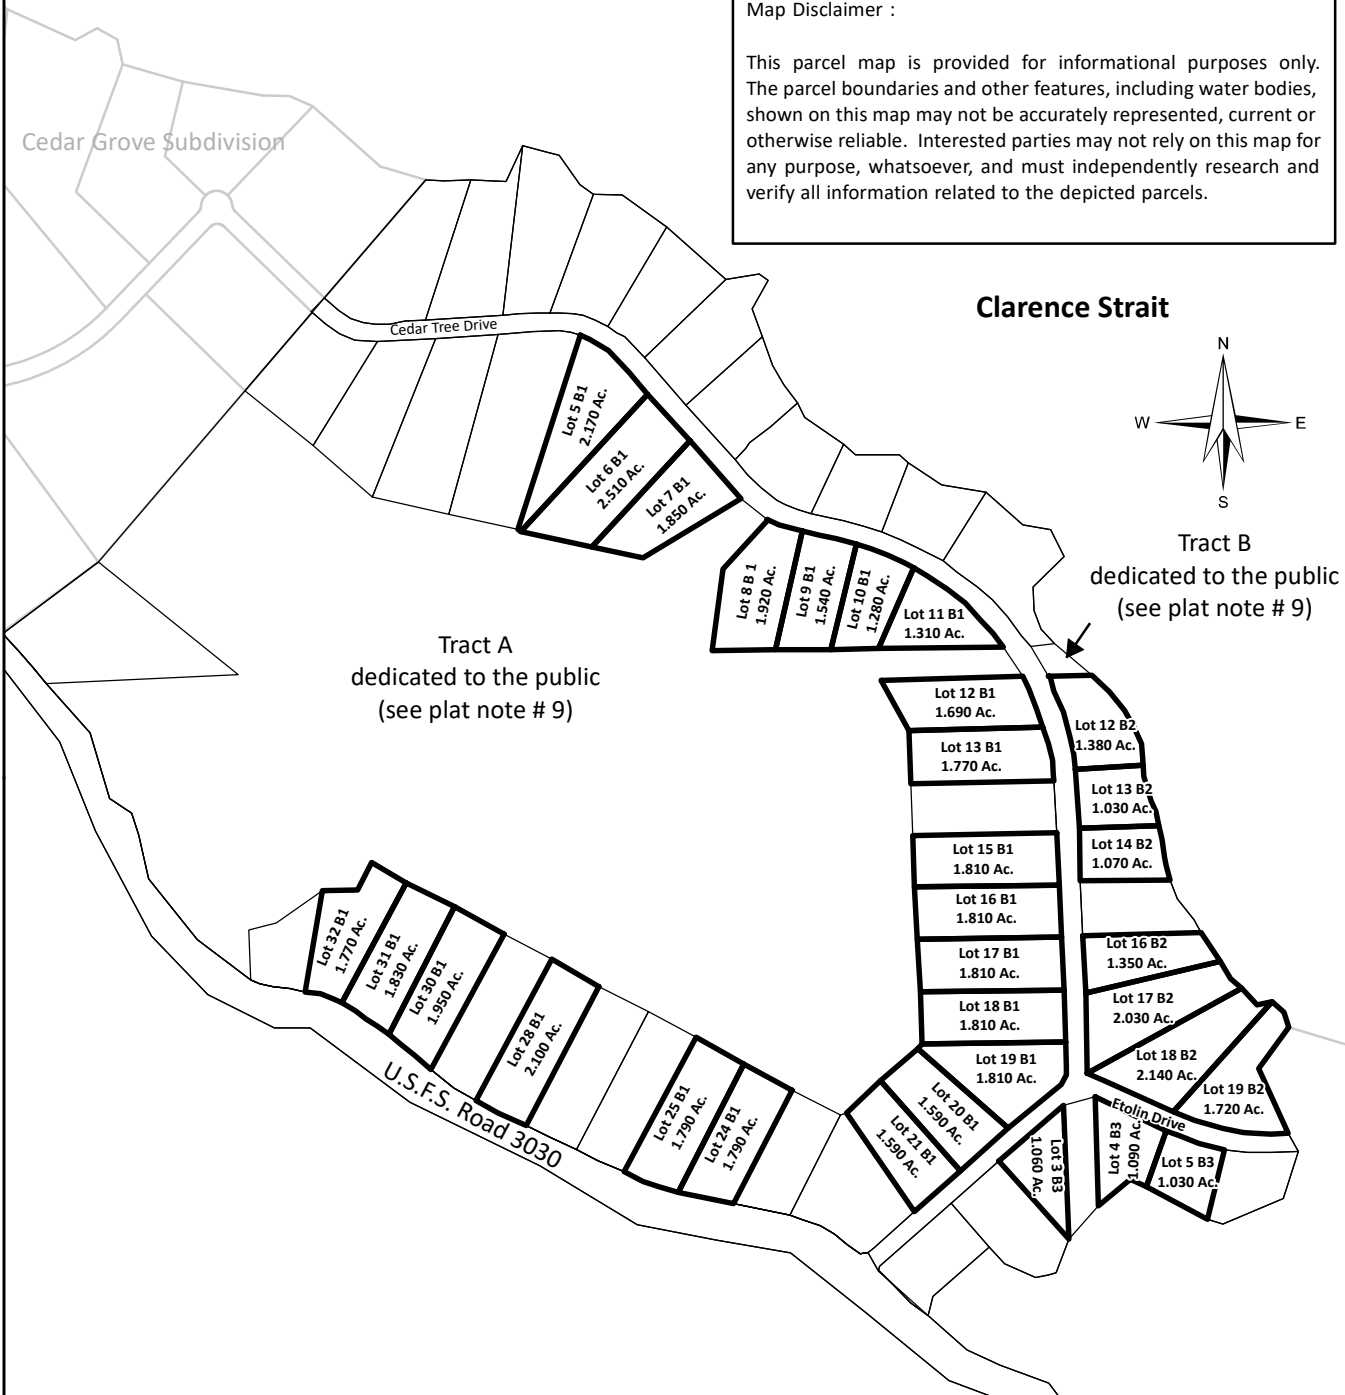 Map Disclaimer :
This parcel map is provided for informational purposes only.
The parcel boundaries and other features, including water bodies,
shown on this map may not be accurately represented, current or
otherwise reliable. Interested parties may not rely on this map for
any purpose, whatsoever, and must independently research and
verify all information related to the depicted parcels.
Cedar Grove Subdivision
Clarence Strait
N
W
E
S
Cedar Tree Drive
Lot 5 B1
2.170 Ac.
Lot 6 B1
2.510 Ac.
Lot 7 B1
1.850 Ac.
Tract B
dedicated to the public
(see plat note # 9)
Lot 8 B 1
1.920 Ac.
Lot 9 B1
1.540 Ac.
Lot 10 B1
1.280 Ac.
Lot 11 B1
1.310 Ac.
Tract A
dedicated to the public
(see plat note # 9)
Lot 12 B1
1.690 Ac.
Lot 13 B1
1.770 Ac.
Lot 12 B2
1.380 Ac.
Lot 13 B2
1.030 Ac.
Lot 14 B2
1.070 Ac.
Lot 15 B1
1.810 Ac.
Lot 16 B1
1.810 Ac.
Lot 17 B1
1.810 Ac.
Lot 18 B1
1.810 Ac.
Lot 19 B1
1.810 Ac.
Lot 16 B2
1.350 Ac.
Lot 17 B2
2.030 Ac.
Lot 18 B2
2.140 Ac.
Lot 19 B2
1.720 Ac.
Lot 32 B1
1.770 Ac.
Lot 31 B1
1.830 Ac.
Lot 30 B1
1.950 Ac.
Lot 28 B1
2.100 Ac.
Lot 25 B1
1.790 Ac.
Lot 24 B1
1.790 Ac.
Lot 20 B1
1.590 Ac.
Lot 21 B1
1.590 Ac.
Etolin Drive
Lot 3 B3
1.060 Ac.
Lot 4 B3
1.090 Ac.
Lot 5 B3
1.030 Ac.
U.S.F.S. Road 3030